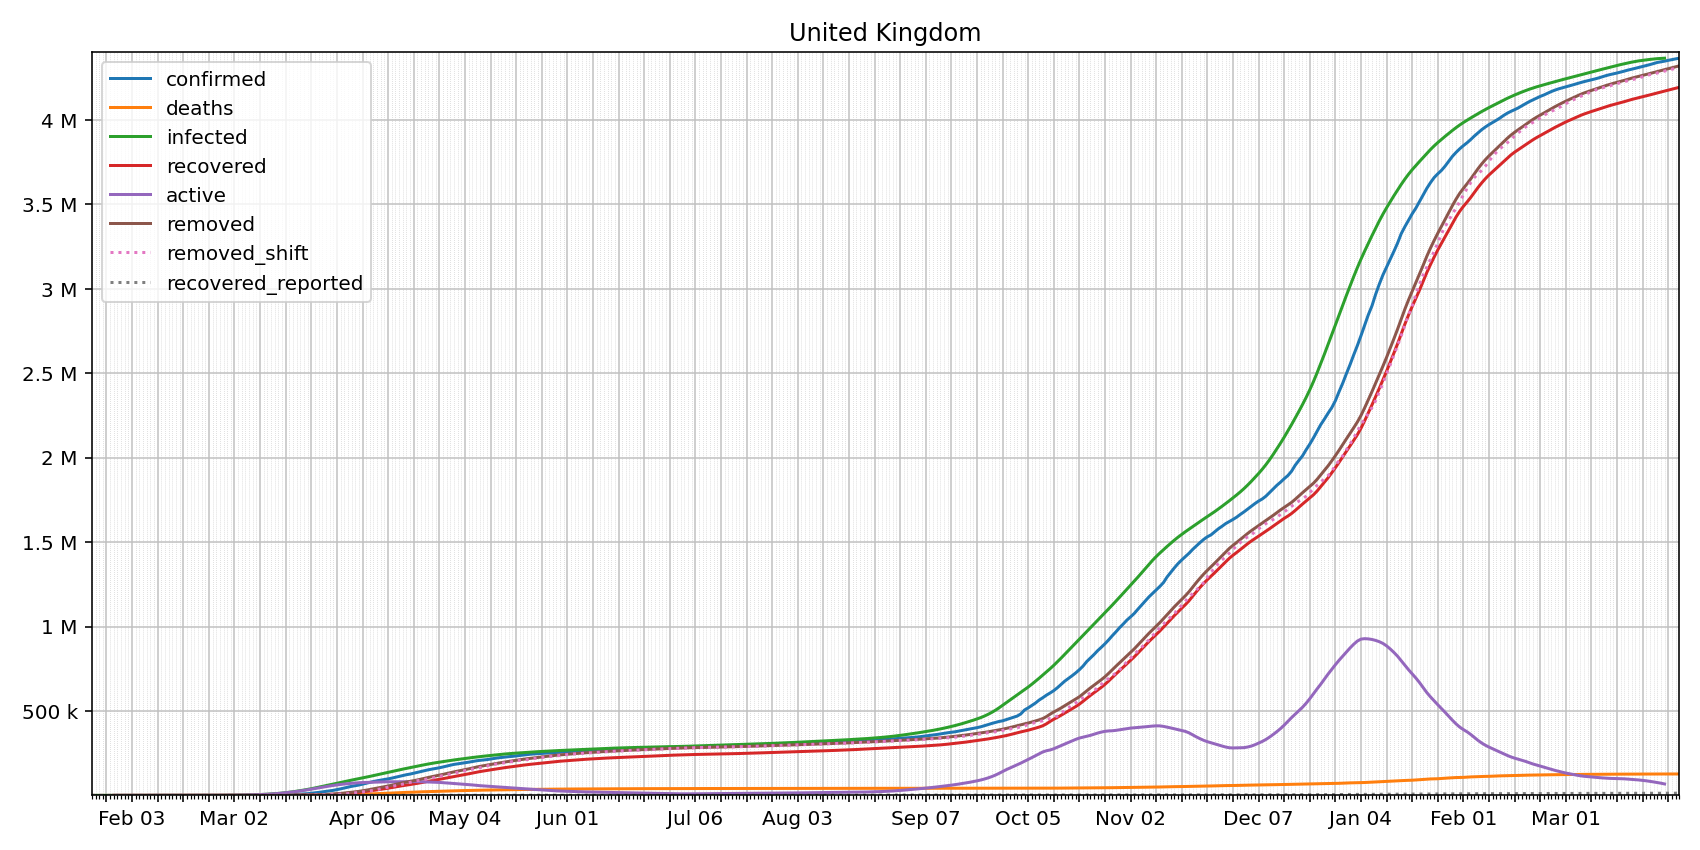 United Kingdom
confirmed
deaths
infected
recovered
active
removed
removed_shift
recovered_reported
4 M
3.5 M
3 M
2.5 M
2 M
1.5 M
1 M
500 k
Feb 03 Mar 02 Apr 06 May 04 Jun 01 Jul 06 Aug 03 Sep 07 Oct 05 Nov 02 Dec 07 Jan 04 Feb 01 Mar 01